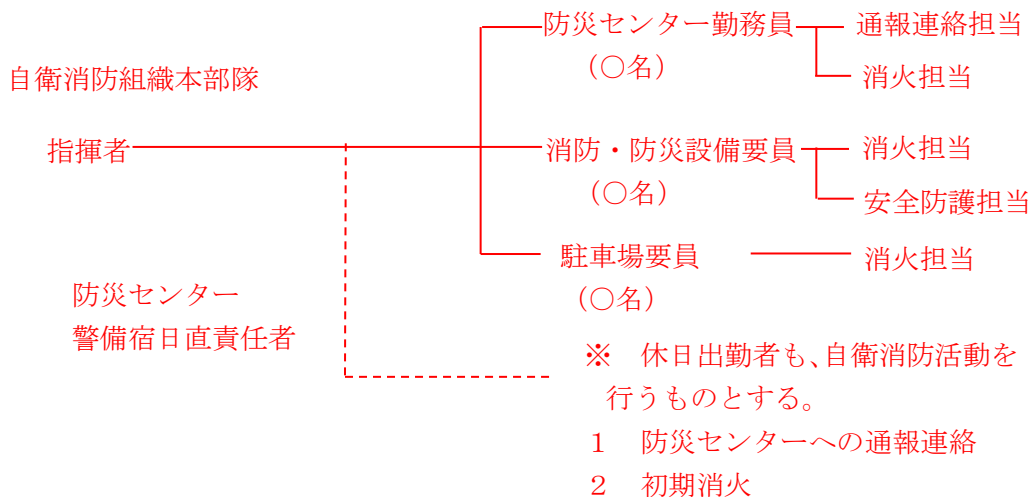 防災センター勤務員
(○名)
通報連絡担当
消火担当
自衛消防組織本部隊
指揮者
消防・防災設備要員
(○名)
消火担当
安全防護担当
駐車場要員
(○名)
消火担当
防災センター
警備宿日直責任者
※　休日出勤者も、自衛消防活動を
行うものとする。
１　防災センターへの通報連絡
２　初期消火